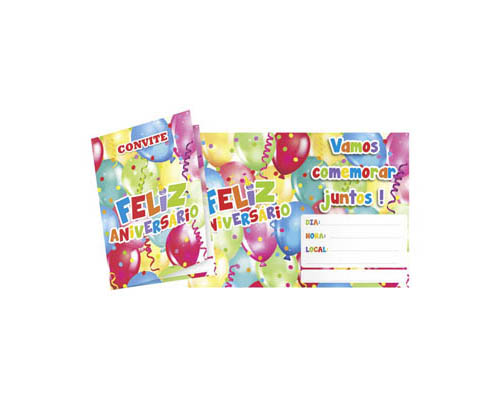 CONVITE
FELIZ
ANIVERSÁRIO
FELIZ
ANIVERSÁRIO
Vamos
comemorar
juntos !
DIA:
HORA:
LOCAL: